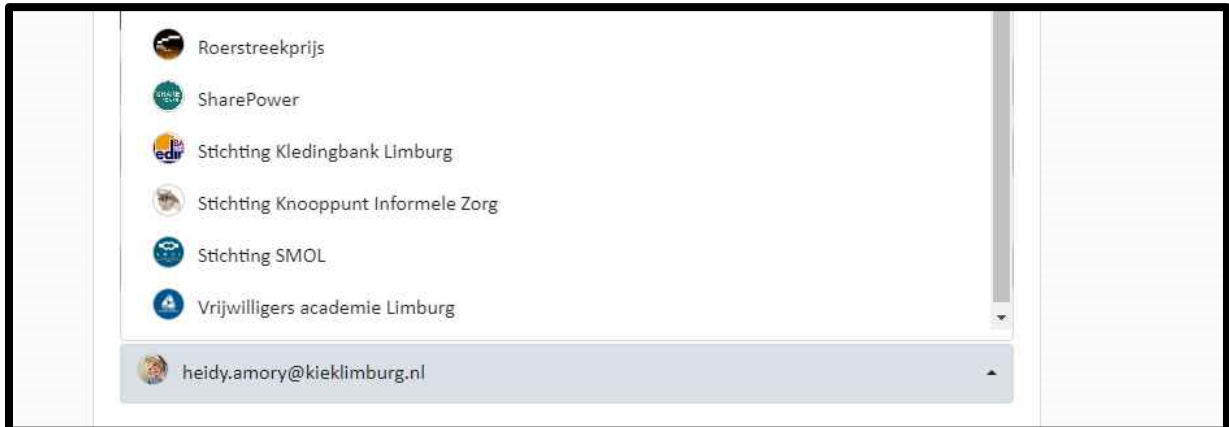 Roerstreekprijs
SharePower
Stichting Kledingbank Limburg
Stichting Knooppunt Informele Zorg
Stichting SMOL
Vrijwilligers academie Limburg
heidy.amory@kieklimburg.nl